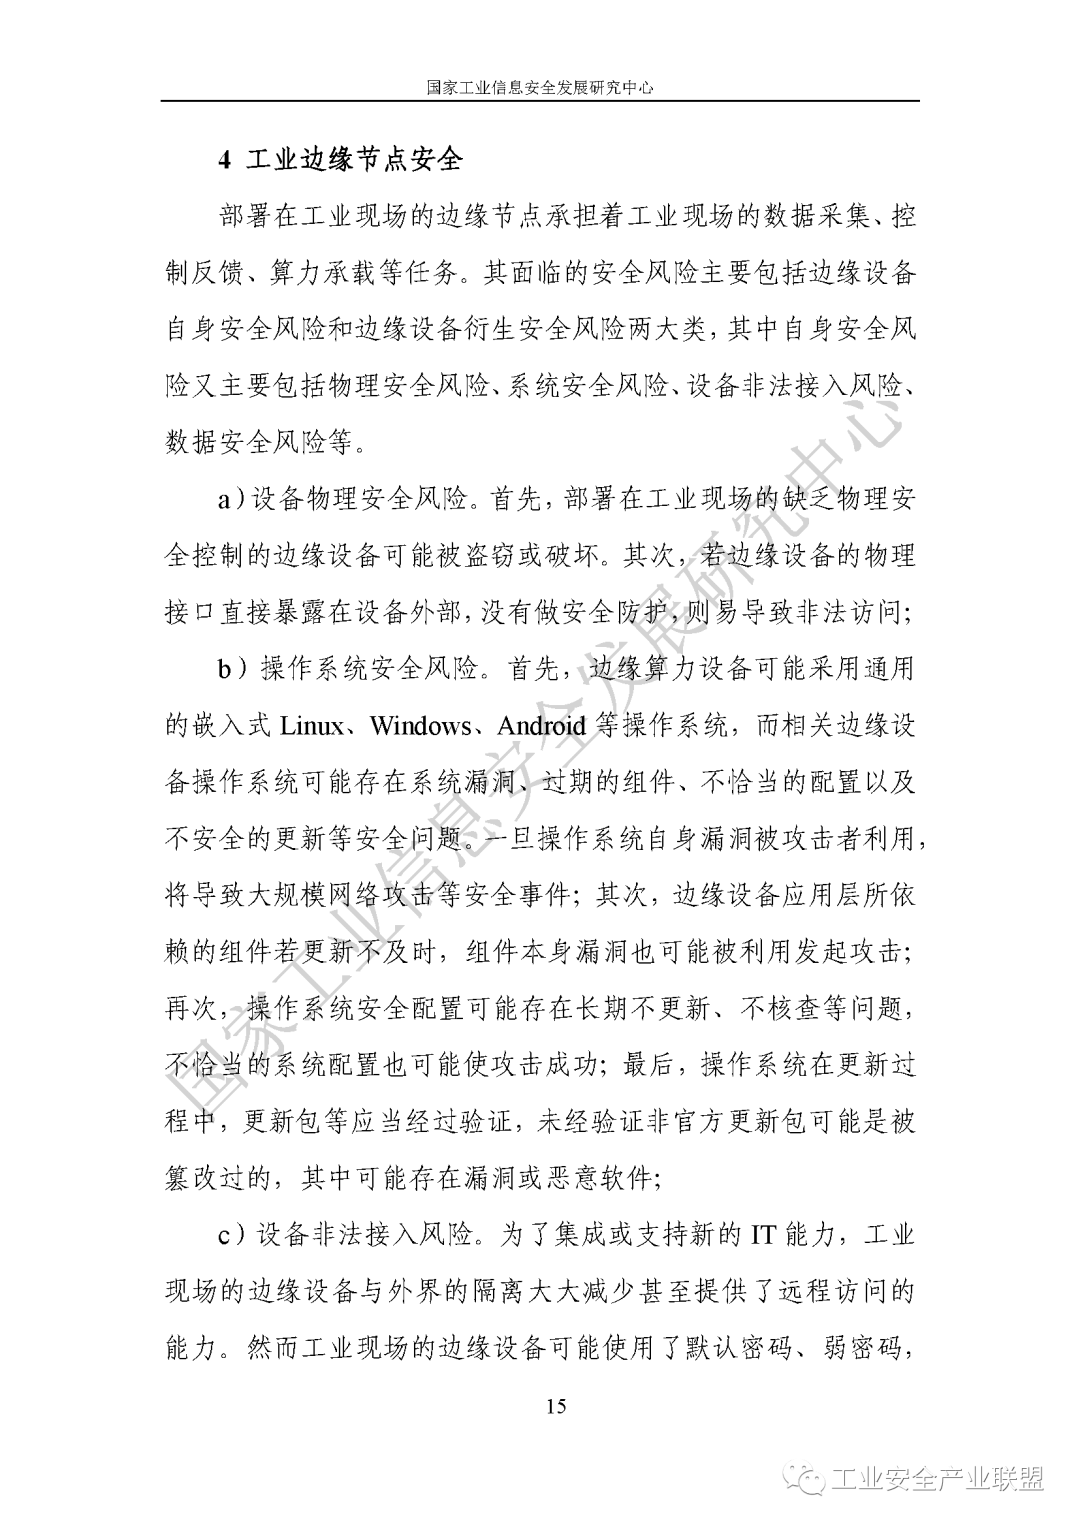 国家工业信息安全发展研究中心
4 工业边缘节点安全
部署在工业现场的边缘节点承担着工业现场的数据采集、控
制反馈、算力承载等任务。其面临的安全风险主要包括边缘设备
自身安全风险和边缘设备衍生安全风险两大类，其中自身安全风
险又主要包括物理安全风险、系统安全风险、设备非法接入风险、
数据安全风险等。
a）设备物理安全风险。首先，部署在工业现场的缺乏物理安
全控制的边缘设备可能被盗窃或破坏。其次，若边缘设备的物理
接口直接暴露在设备外部，没有做安全防护，则易导致非法访问；
b）操作系统安全风险。首先，边缘算力设备可能采用通用
的嵌入式 Linux、Windows、Android 等操作系统，而相关边缘设
备操作系统可能存在系统漏洞、过期的组件、不恰当的配置以及
不安全的更新等安全问题。一旦操作系统自身漏洞被攻击者利用，
将导致大规模网络攻击等安全事件；其次，边缘设备应用层所依
赖的组件若更新不及时，组件本身漏洞也可能被利用发起攻击；
再次，操作系统安全配置可能存在长期不更新、不核查等问题，
不恰当的系统配置也可能使攻击成功；最后，操作系统在更新过
程中，更新包等应当经过验证，未经验证非官方更新包可能是被
篡改过的，其中可能存在漏洞或恶意软件；
c）设备非法接入风险。为了集成或支持新的 IT 能力，工业
现场的边缘设备与外界的隔离大大减少甚至提供了远程访问的
能力。然而工业现场的边缘设备可能使用了默认密码、弱密码，
国家工业信息安全发展研究中心
15
工业安全产业联盟